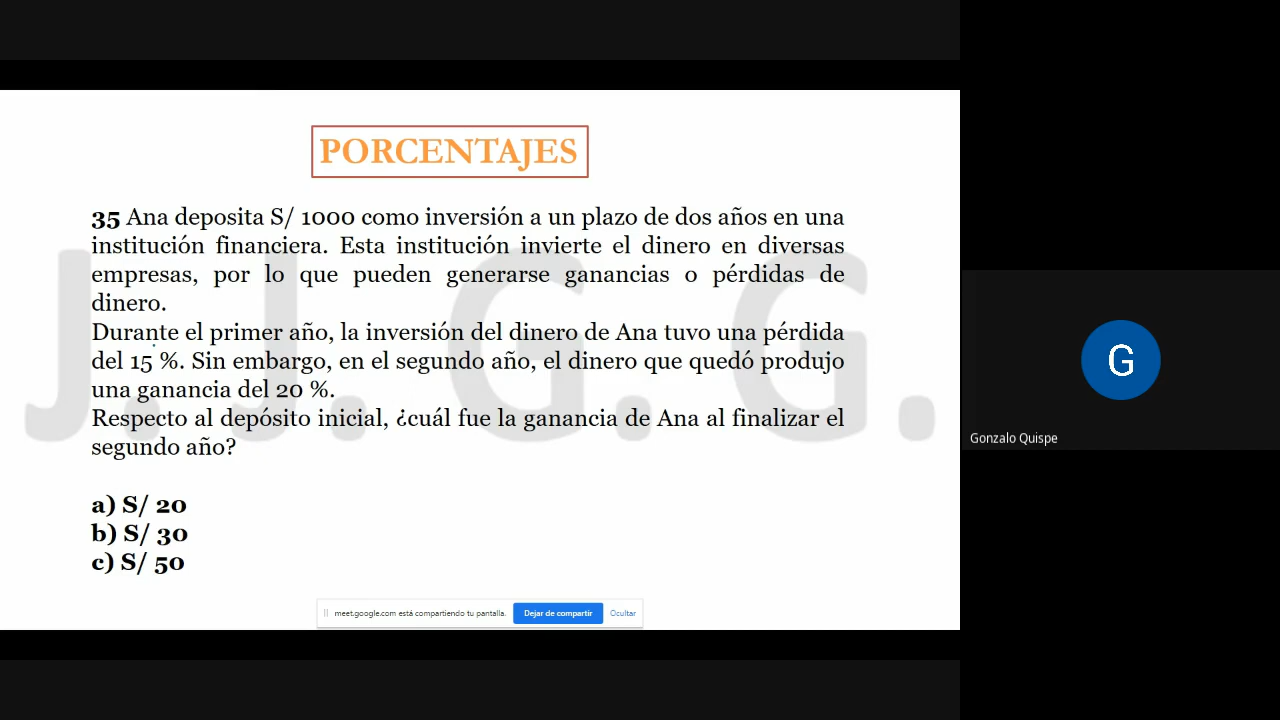 PORCENTAJES
35 Ana deposita S/ 1000 como inversión a un plazo de dos años en una
institución financiera. Esta institución invierte el dinero en diversas
empresas, por lo que pueden generarse ganancias o pérdidas de
dinero.
Durante el primer año, la inversión del dinero de Ana tuvo una pérdida
del 15 %. Sin embargo, en el segundo año, el dinero que quedó produjo
una ganancia del 20 %.
Respecto al depósito inicial, ¿cuál fue la ganancia de Ana al finalizar el
segundo año?
a) S/ 20
b) S/ 30
c) S/ 50
J. J. G. G.
meet.google.com está compartiendo tu pantalla. Dejar de compartir Ocultar
G
Gonzalo Quispe